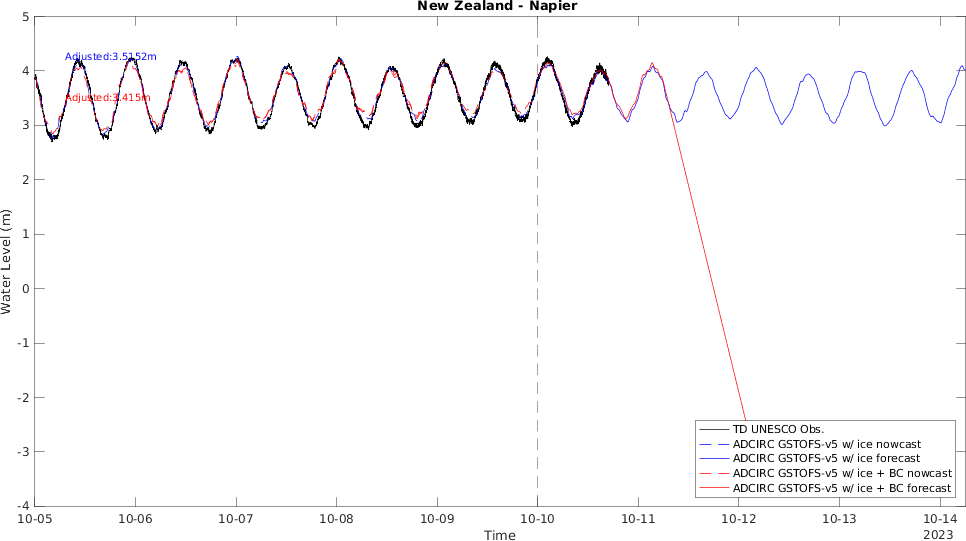 New Zealand - Napier
Water Level (m)
5
4
3
2
1
0
-1
-2
-3
-4
Adjusted:3.5152m
Adjusted:3.415m
TD UNESCO Obs.
ADCIRC GSTOFS-v5 w/ ice nowcast
ADCIRC GSTOFS-v5 w/ ice forecast
ADCIRC GSTOFS-v5 w/ ice + BC nowcast
ADCIRC GSTOFS-v5 w/ ice + BC forecast
10-05 10-06 10-07 10-08 10-09 10-10 10-11 10-12 10-13 10-14
2023
Time